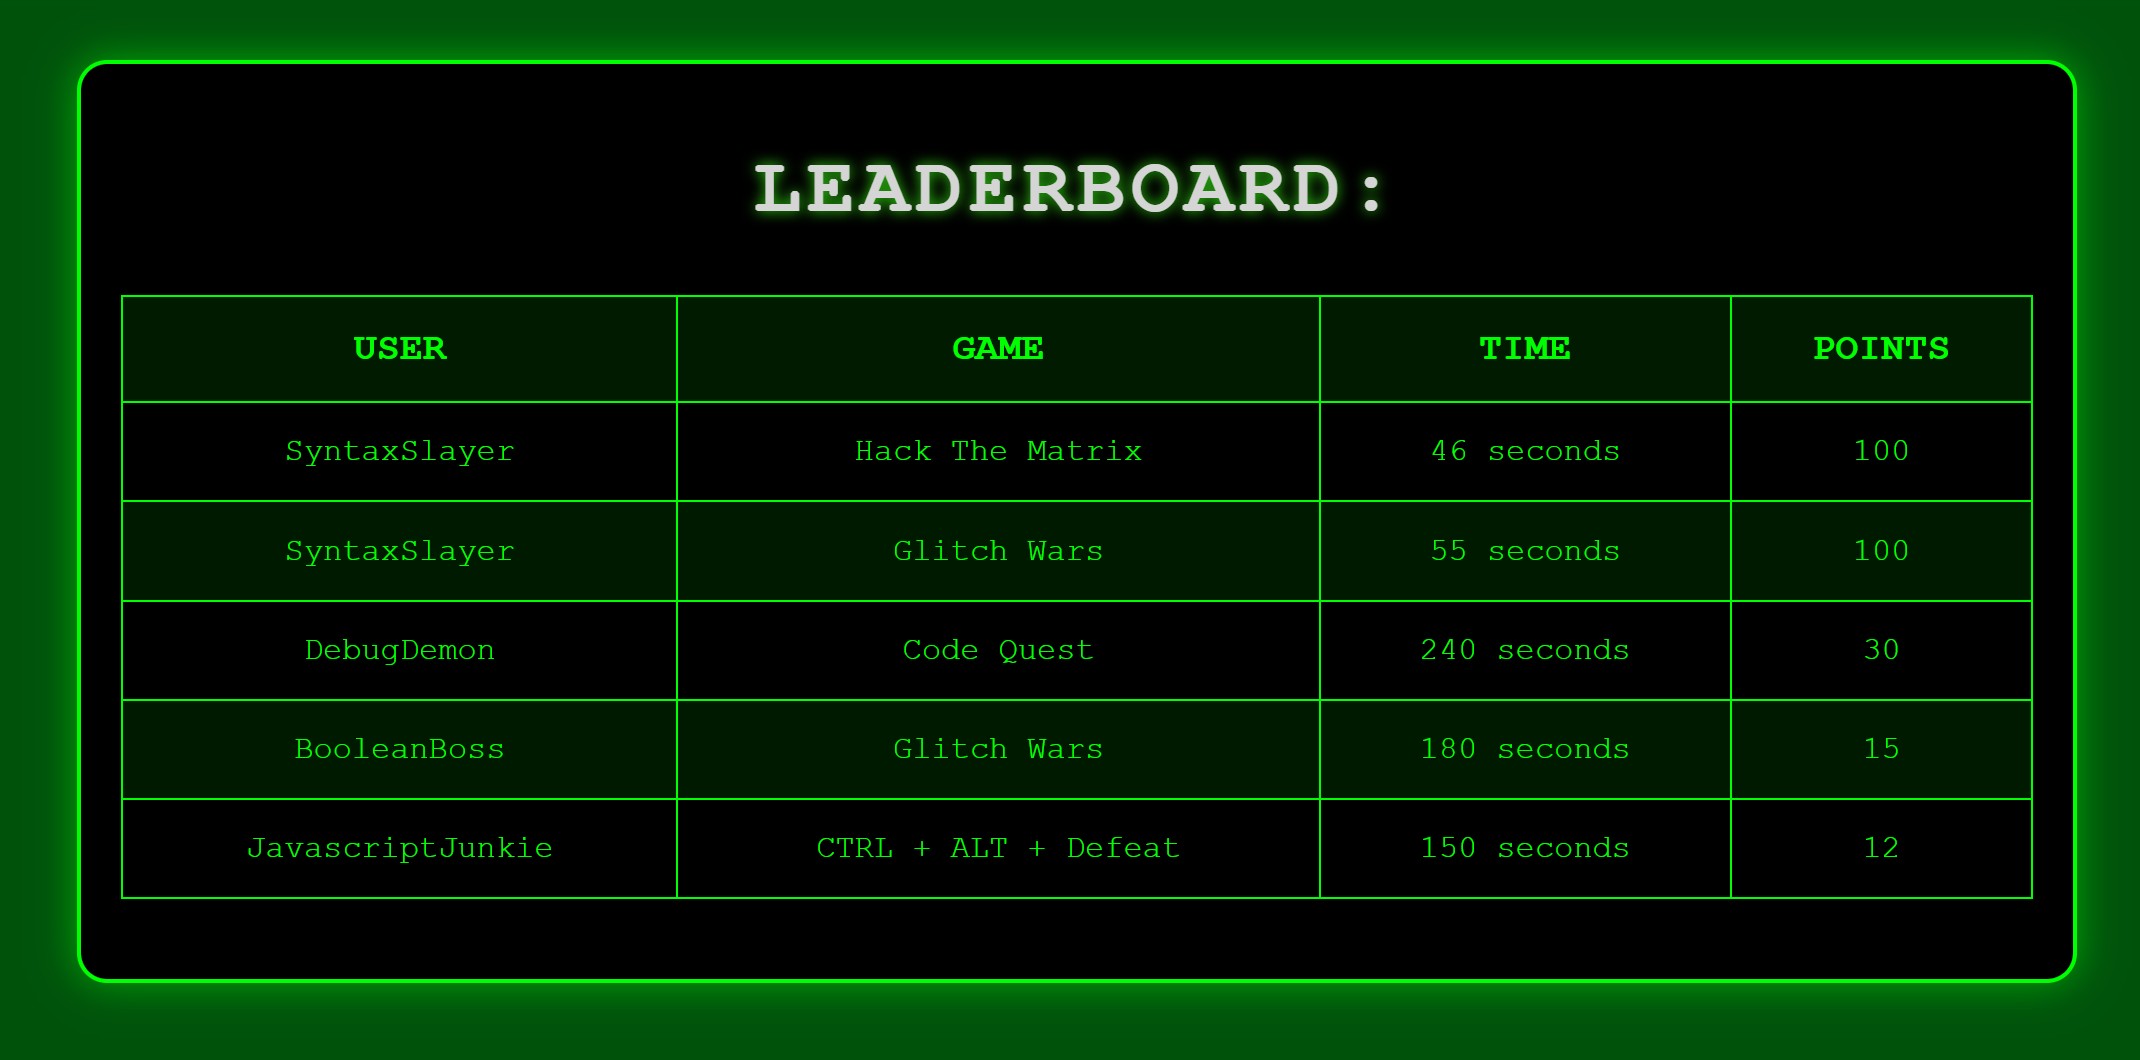 LEADERBOARD:
USER GAME TIME POINTS
SyntaxSlayer Hack The Matrix 46 seconds 100
SyntaxSlayer Glitch Wars 55 seconds 100
DebugDemon Code Quest 240 seconds 30
BooleanBoss Glitch Wars 180 seconds 15
JavascriptJunkie CTRL + ALT + Defeat 150 seconds 12